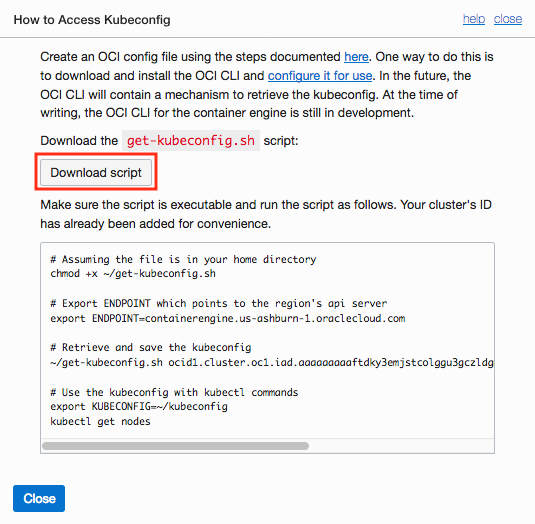 How to Access Kubeconfig
help close
Create an OCI config file using the steps documented here. One way to do this is
to download and install the OCI CLI and configure it for use. In the future, the
OCI CLI will contain a mechanism to retrieve the kubeconfig. At the time of
writing, the OCI CLI for the container engine is still in development.
Download the get-kubeconfig.sh script:
Download script
Make sure the script is executable and run the script as follows. Your cluster's ID
has already been added for convenience.
# Assuming the file is in your home directory
chmod +x ~/get-kubeconfig.sh
# Export ENDPOINT which points to the region's api server
export ENDPOINT=containerengine.us-ashburn-1.oraclecloud.com
# Retrieve and save the kubeconfig
~/get-kubeconfig.sh ocid1.cluster.oc1.iad.aaaaaaaaaftdky3emjstcolggu3gczldg
# Use the kubeconfig with kubectl commands
export KUBECONFIG=~/kubeconfig
kubectl get nodes
Close